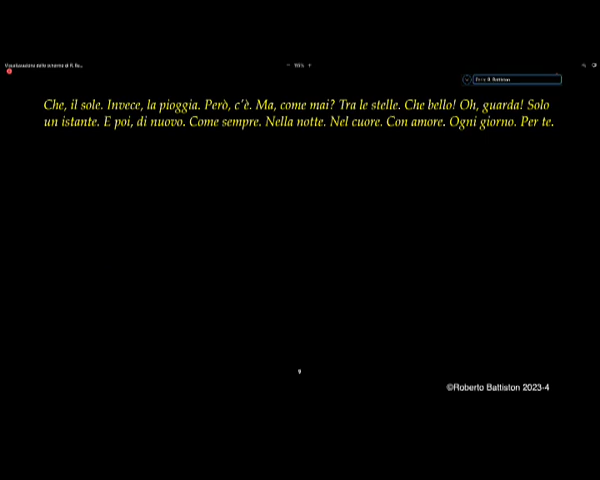 155%
Che, il sole. Invece, la pioggia. Però, c'è. Ma, come mai? Tra le stelle. Che bello! Oh, guarda! Solo
un istante. E poi, di nuovo. Come sempre. Nella notte. Nel cuore. Con amore. Ogni giorno. Per te.
9
©Roberto Battiston 2023-4